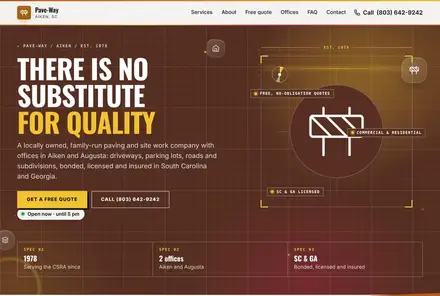 Pave-Way
AIKEN, SC
Services
About
Free quote
Offices
FAQ
Contact
Call (803) 642-9242
PAVE-WAY / AIKEN / EST. 1978
EST. 1978
THERE IS NO
SUBSTITUTE
FOR QUALITY
FREE, NO-OBLIGATION QUOTES
COMMERCIAL & RESIDENTIAL
A locally owned, family-run paving and site work company with
offices in Aiken and Augusta: driveways, parking lots, roads and
subdivisions, bonded, licensed and insured in South Carolina
and Georgia.
SC & GA LICENSED
GET A FREE QUOTE
CALL (803) 642-9242
Open now · until 5 pm
SPEC 01
1978
Serving the CSRA since
SPEC 02
2 offices
Aiken and Augusta
SPEC 03
SC & GA
Bonded, licensed and insured